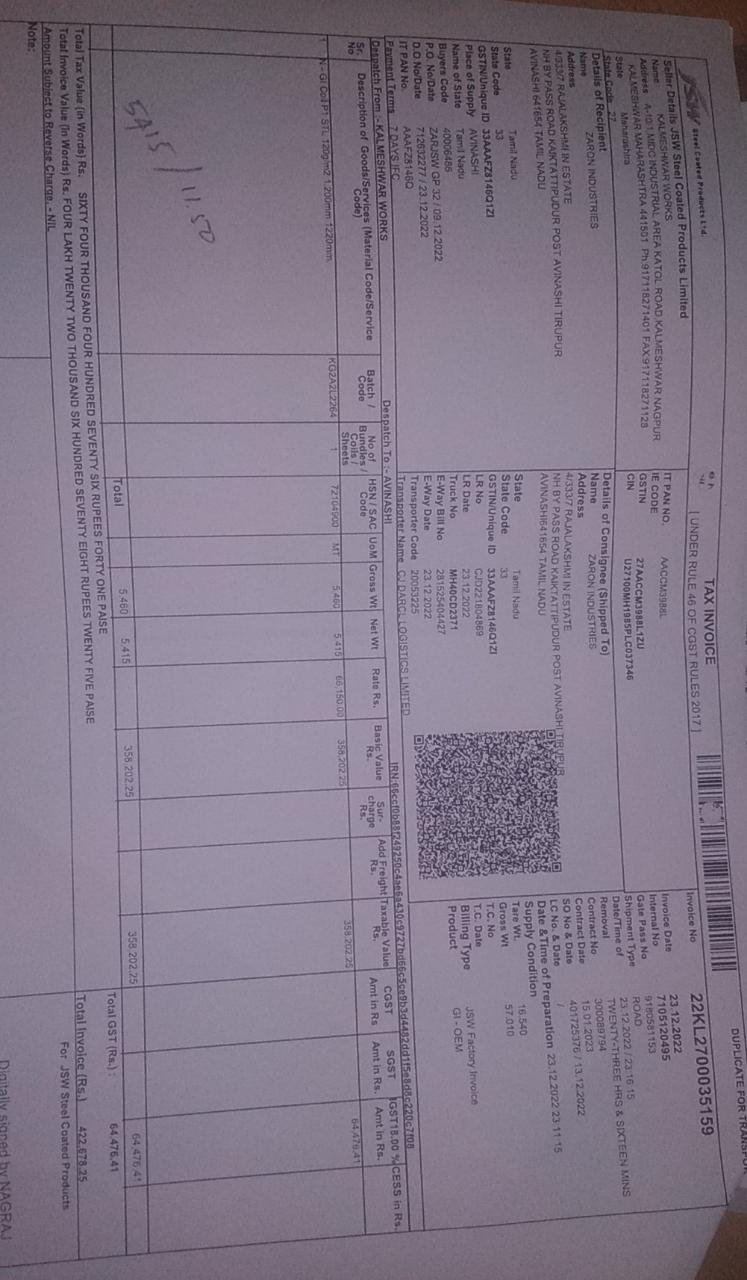 DUPLICATE FOR
JSW Steel Coated Products Ltd.
TAX INVOICE
[ UNDER RULE 46 OF CGST RULES 2017 ]
Seller Details JSW Steel Coated Products Limited
Name KALMESHWAR WORKS
Address A-10/1 MIDC INDUSTRIAL AREA KATOL ROAD,KALMESHWAR NAGPUR
KALMESHWAR MAHARASHTRA 441501 Ph:917118271401 FAX:917118271128
State Maharashtra
State Code 27
IT PAN NO. AACCM3988L
IE CODE
GSTIN 27AACCM3988L1ZU
CIN U27100MH1985PLC037346
Invoice No 22KL2700035159
Invoice Date 23.12.2022
Internal No 7105120495
Gate Pass No 9180581153
Shipment Type ROAD
Date/Time of 23.12.2022 / 23:16:15
Removal TWENTY-THREE HRS & SIXTEEN MINS
Contract No 300089794
Contract Date 15.01.2023
SO No & Date 401725376 / 13.12.2022
LC No. & Date /
Date &Time of Preparation 23.12.2022 23:11:15
Supply Condition
Tare Wt. 16.540
Gross Wt 57.010
T.C. No
T.C. Date
Billing Type JSW Factory Invoice
Product GI - OEM
Details of Recipient
Name ZARON INDUSTRIES
Address
4/333/7 RAJALAKSHMI IN ESTATE
NH BY PASS ROAD KAIKTATTIPUDUR POST AVINASHI TIRUPUR
AVINASHI 641654 TAMIL NADU
State Tamil Nadu
State Code 33
GSTIN/Unique ID 33AAAFZ8146Q1ZI
Place of Supply AVINASHI
Name of State Tamil Nadu
Buyers Code 40006486
P.O. No/Date ZARJSW GP 32 / 09.12.2022
D.O No/Date 712632277 / 23.12.2022
IT PAN No. AAAFZ8146Q
Payment Terms 7 DAYS IFC
Details of Consignee (Shipped To)
Name ZARON INDUSTRIES
Address
4/333/7 RAJALAKSHMI IN ESTATE
NH BY PASS ROAD KAIKTATTIPUDUR POST AVINASHI TIRUPUR
AVINASHI641654 TAMIL NADU
State Tamil Nadu
State Code 33
GSTIN/Unique ID 33AAAFZ8146Q1ZI
LR No CJD221804869
LR Date 23.12.2022
Truck No MH40CD2371
E-Way Bill No 281525404427
E-Way Date 23.12.2022
Transporter Code 20053225
Transporter Name CJ DARCL LOGISTICS LIMITED
Despatch From :- KALMESHWAR WORKS Despatch To :- AVINASHI
Sr. No Description of Goods/Services (Material Code/Service Code) Batch / Code No of Bundles / Coils / Sheets HSN / SAC Code UoM Gross Wt Net Wt Rate Rs. Basic Value Rs. Sur-charge Rs. Add Freight Rs. Taxable Value Rs. CGST Amt in Rs SGST Amt in Rs. IGST18.00 % Amt in Rs. CESS in Rs.
1 N - GI Coil P1 STL 120g/m2 1.200mm 1220mm KG2A2L2264 1 72104900 MT 5.460 5.415 66,150.00 358,202.25 358,202.25 64,476.41
5415 / 11.50
Total 5.460 5.415 358,202.25 358,202.25 64,476.41
Total Tax Value (in Words) Rs. SIXTY FOUR THOUSAND FOUR HUNDRED SEVENTY SIX RUPEES FORTY ONE PAISE
Total Invoice Value (In Words) Rs. FOUR LAKH TWENTY TWO THOUSAND SIX HUNDRED SEVENTY EIGHT RUPEES TWENTY FIVE PAISE
Amount Subject to Reverse Charge. - NIL
Total GST (Rs.) : 64,476.41
Total Invoice (Rs.) 422,678.25
Note:
For JSW Steel Coated Products
Digitally signed by NAGRAJ